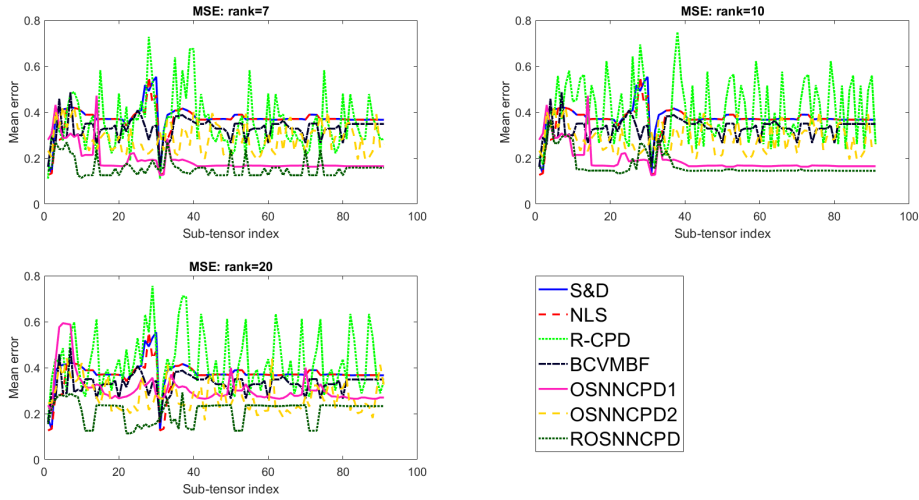 MSE: rank=7
Mean error
0.8
0.6
0.4
0.2
0
0 20 40 60 80 100
Sub-tensor index
MSE: rank=10
Mean error
0.8
0.6
0.4
0.2
0
0 20 40 60 80 100
Sub-tensor index
MSE: rank=20
Mean error
0.8
0.6
0.4
0.2
0
0 20 40 60 80 100
Sub-tensor index
S&D
NLS
R-CPD
BCVMBF
OSNNCPD1
OSNNCPD2
ROSNNCPD